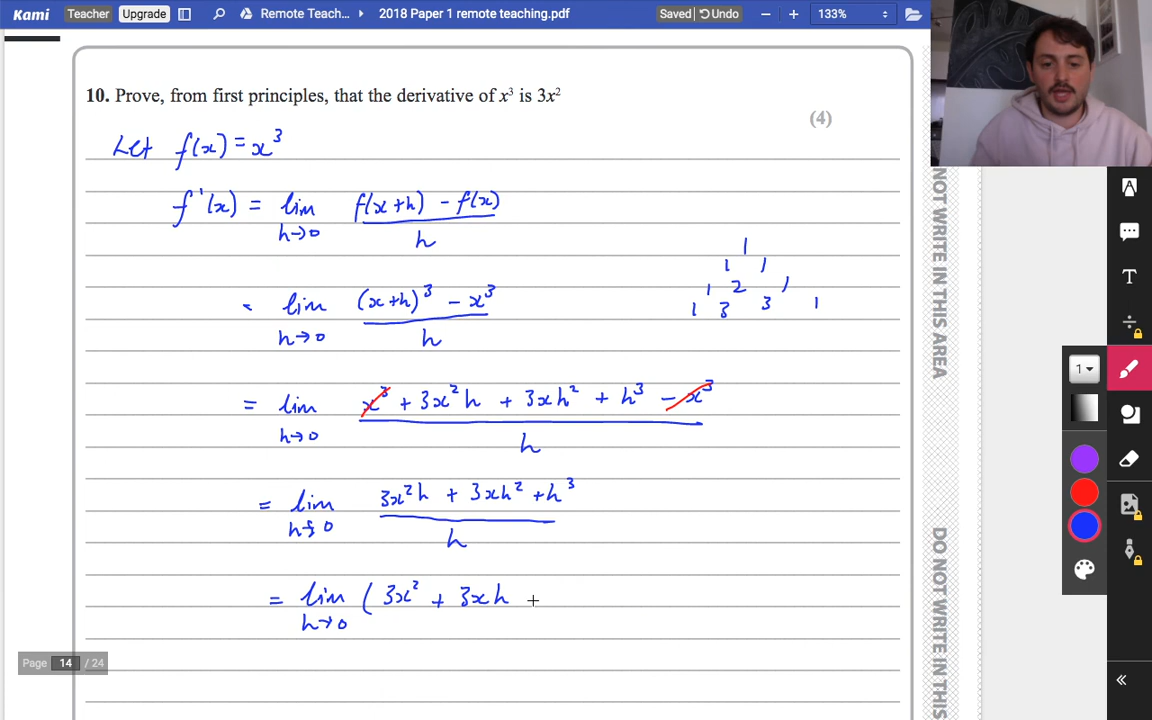 Kami
Teacher
Upgrade
Remote Teach...
2018 Paper 1 remote teaching.pdf
Saved
Undo
133%
10. Prove, from first principles, that the derivative of x³ is 3x²
(4)
Let f(x) = x³
f'(x) = lim h→0 f(x+h) - f(x) / h
1
1 1
1 2 1
1 3 3 1
= lim h→0 (x+h)³ - x³ / h
= lim h→0 x³ + 3x²h + 3xh² + h³ - x³ / h
= lim h→0 3x²h + 3xh² + h³ / h
= lim h→0 ( 3x² + 3xh +
Page 14 / 24
NOT WRITE IN THIS AREA
DO NOT WRITE IN THIS
T
1